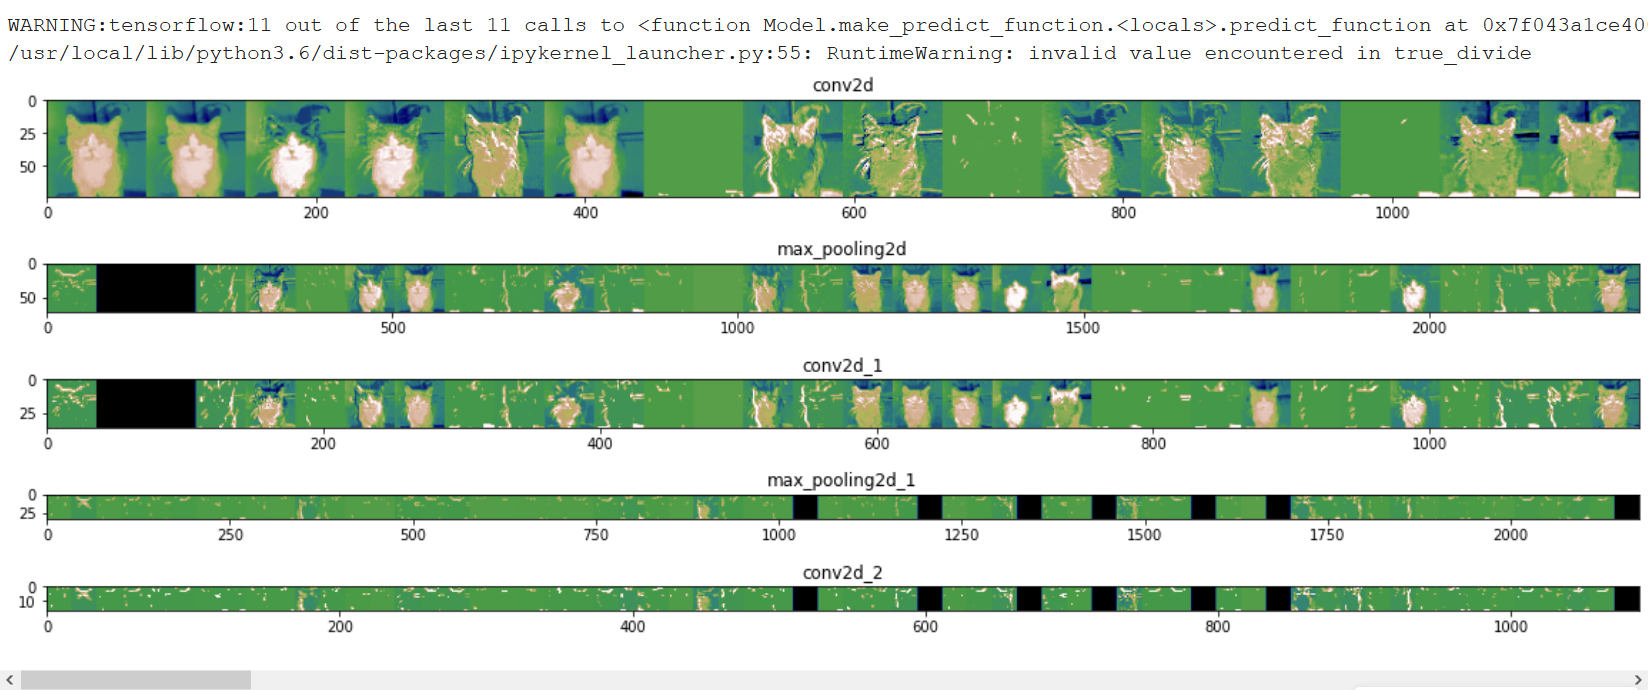 WARNING:tensorflow:11 out of the last 11 calls to <function Model.make_predict_function.<locals>.predict_function at 0x7f043a1ce40
/usr/local/lib/python3.6/dist-packages/ipykernel_launcher.py:55: RuntimeWarning: invalid value encountered in true_divide
conv2d
0
25
50
0 200 400 600 800 1000
max_pooling2d
0
50
0 500 1000 1500 2000
conv2d_1
0
25
0 200 400 600 800 1000
max_pooling2d_1
0
25
0 250 500 750 1000 1250 1500 1750 2000
conv2d_2
0
10
0 200 400 600 800 1000